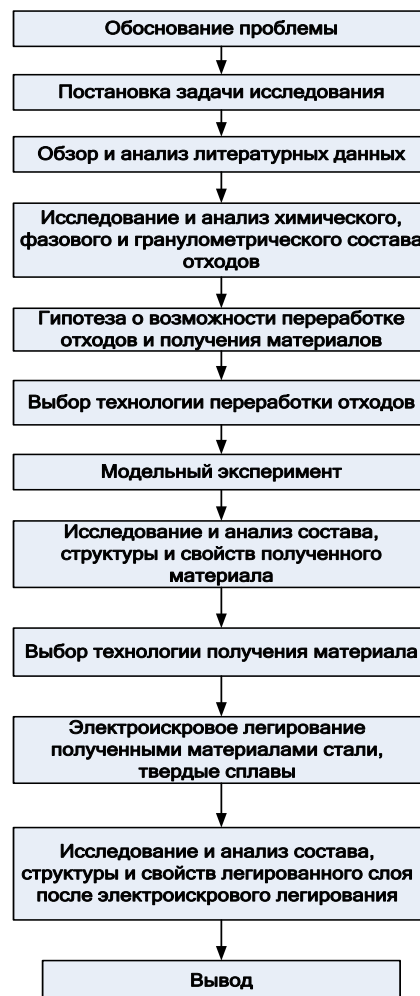 Обоснование проблемы
Постановка задачи исследования
Обзор и анализ литературных данных
Исследование и анализ химического,
фазового и гранулометрического состава
отходов
Гипотеза о возможности переработке
отходов и получения материалов
Выбор технологии переработки отходов
Модельный эксперимент
Исследование и анализ состава,
структуры и свойств полученного
материала
Выбор технологии получения материала
Электроискровое легирование
полученными материалами стали,
твердые сплавы
Исследование и анализ состава,
структуры и свойств легированного слоя
после электроискрового легирования
Вывод